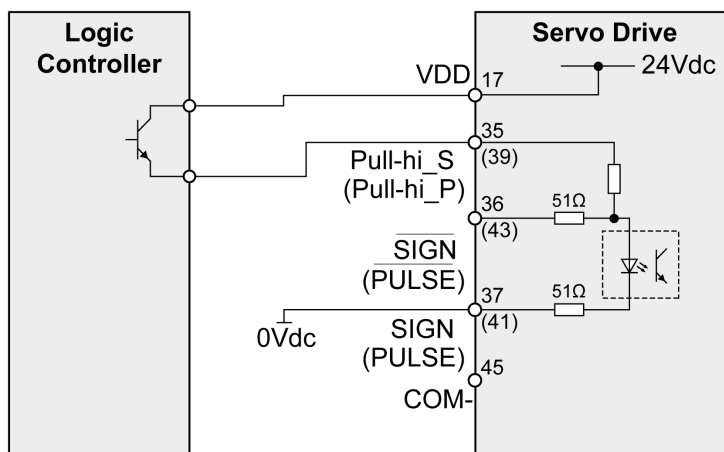 Logic
Controller
Servo Drive
24Vdc
VDD
17
35
(39)
Pull-hi_S
(Pull-hi_P)
36
(43)
51Ω
SIGN
(PULSE)
37
(41)
51Ω
0Vdc
SIGN
(PULSE)
45
COM-